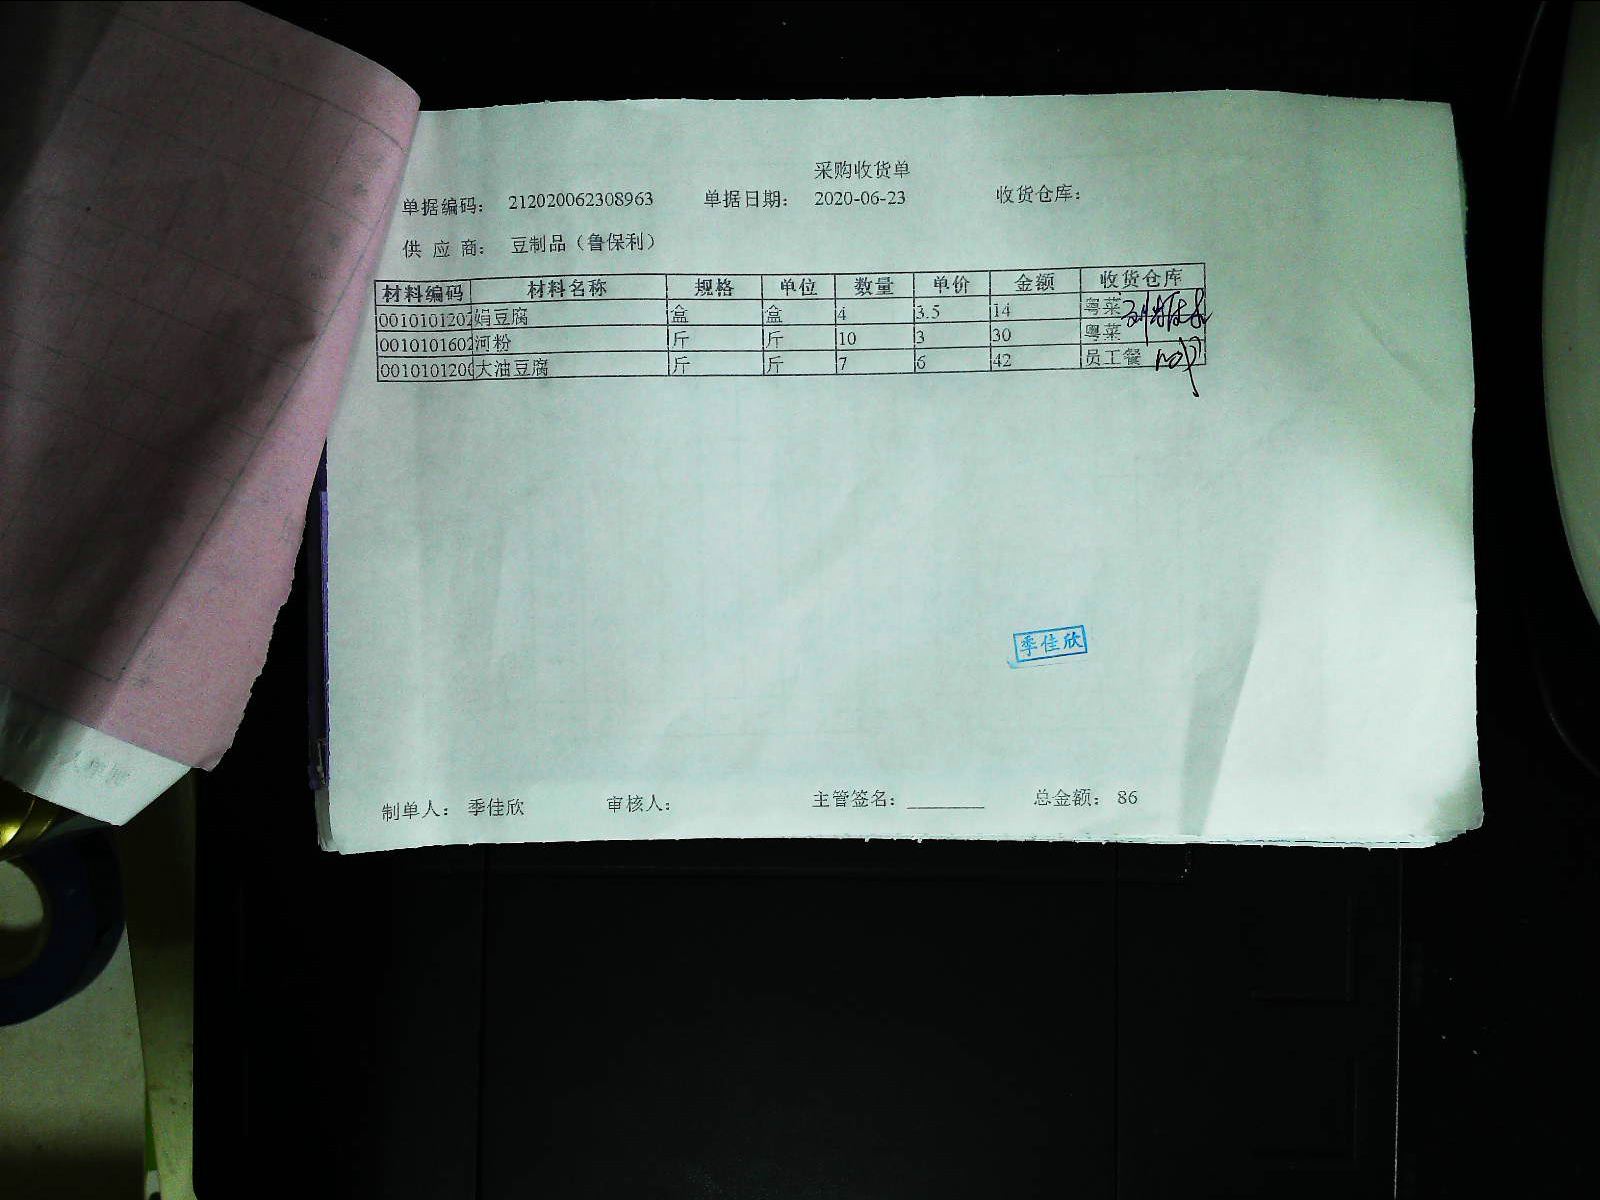 采购收货单
单据编码： 212020062308963 单据日期： 2020-06-23 收货仓库：
供 应 商： 豆制品（鲁保利）
材料编码 材料名称 规格 单位 数量 单价 金额 收货仓库
0010101202 娟豆腐 盒 盒 4 3.5 14 粤菜
0010101602 河粉 斤 斤 10 3 30 粤菜
001010120 大油豆腐 斤 斤 7 6 42 员工餐
季佳欣
制单人： 季佳欣 审核人： 主管签名：________ 总金额： 86